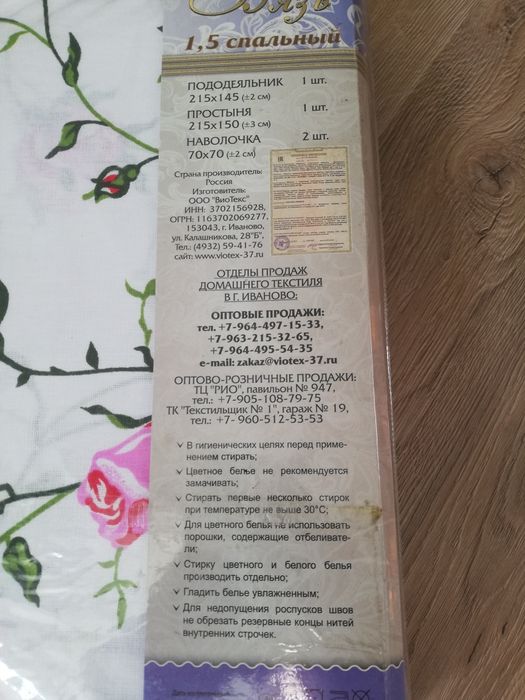 Бязь
1,5 спальный
ПОДОДЕЯЛЬНИК 1 шт.
215х145 (±2 см)
ПРОСТЫНЯ 1 шт.
215х150 (±3 см)
НАВОЛОЧКА 2 шт.
70х70 (±2 см)
Страна производитель:
Россия
Изготовитель:
ООО "ВиоТекс"
ИНН: 3702156928,
ОГРН: 1163702069277,
153043, г. Иваново,
ул. Калашникова, 28"Б",
Тел.: (4932) 59-41-76
сайт: www.viotex-37.ru
ОТДЕЛЫ ПРОДАЖ
ДОМАШНЕГО ТЕКСТИЛЯ
В Г. ИВАНОВО:
ОПТОВЫЕ ПРОДАЖИ:
тел. +7-964-497-15-33,
+7-963-215-32-65,
+7-964-495-54-35
e-mail: zakaz@viotex-37.ru
ОПТОВО-РОЗНИЧНЫЕ ПРОДАЖИ:
ТЦ "РИО", павильон № 947,
тел.: +7-905-108-79-75
ТК "Текстильщик № 1", гараж № 19,
тел.: +7- 960-512-53-53
В гигиенических целях перед приме-
нением стирать;
Цветное белье не рекомендуется
замачивать;
Стирать первые несколько стирок
при температуре не выше 30°С;
Для цветного белья не использовать
порошки, содержащие отбеливате-
ли;
Стирку цветного и белого белья
производить отдельно;
Гладить белье увлажненным;
Для недопущения роспусков швов
не обрезать резервные концы нитей
внутренних строчек.